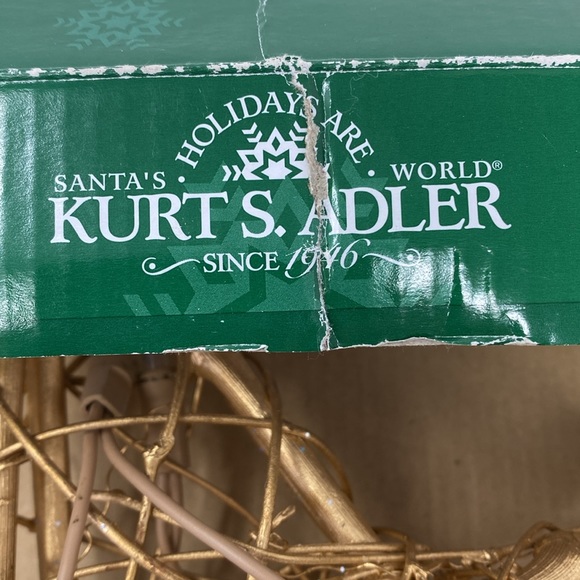 HOLIDAYS ARE
SANTA'S · · WORLD®
KURT S. ADLER
SINCE 1946